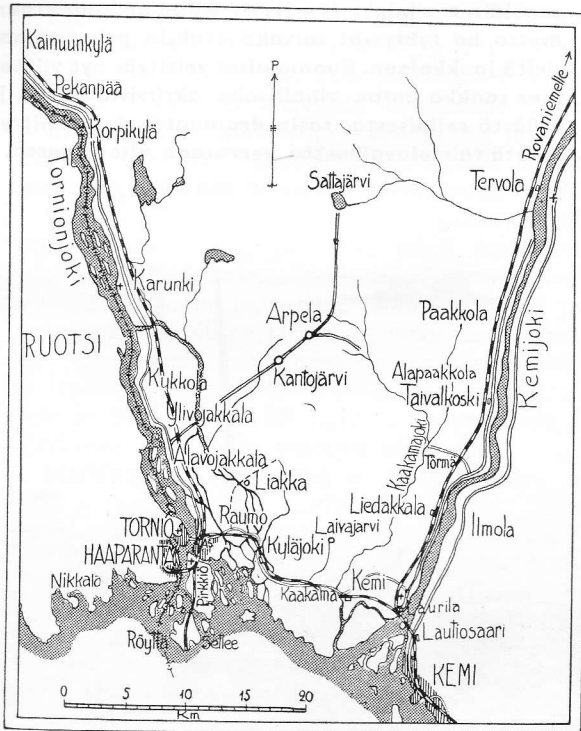 Kainuunkylä
Pekanpää
Korpikylä
Tornionjoki
P
Sattajärvi
Rovaniemelle
Tervola
Karunki
RUOTSI
Arpela
Kantojärvi
Paakkola
Alapaakkola
Taivalkoski
Kemijoki
Kukkola
Ylivojakkala
Alavojakkala
Liakka
Kaakamajoki
Törmä
Raumo
Laivajärvi
Liedakkala
Ilmola
TORNIO
HAAPARANTA
Kyläjoki
Nikkala
Pirkkiö
Kaakama
Kemi
Laurila
Lautiosaari
Röyttä
Sellee
KEMI
0 5 10 20
Km